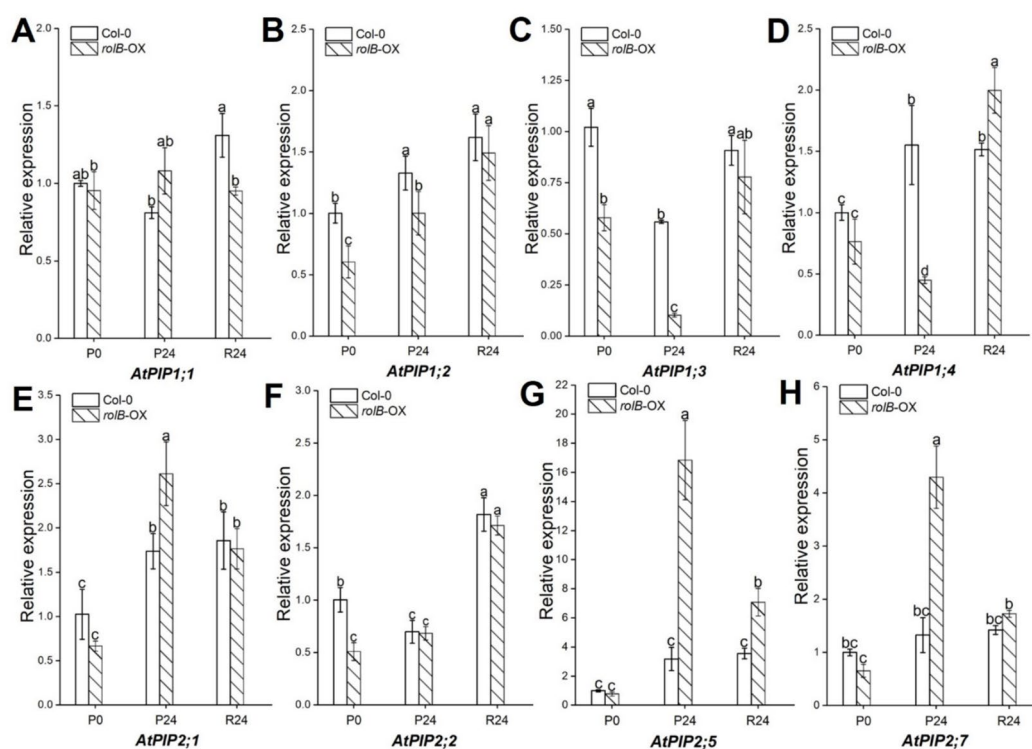 A
Col-0
rolB-OX
Relative expression
2.0
1.5
1.0
0.5
0.0
ab
b
b
ab
a
b
P0 P24 R24
AtPIP1;1
B
Col-0
rolB-OX
Relative expression
2.5
2.0
1.5
1.0
0.5
0.0
b
c
a
b
a
a
P0 P24 R24
AtPIP1;2
C
Col-0
rolB-OX
Relative expression
1.50
1.25
1.00
0.75
0.50
0.25
0.00
a
b
b
c
a
ab
P0 P24 R24
AtPIP1;3
D
Col-0
rolB-OX
Relative expression
2.5
2.0
1.5
1.0
0.5
0.0
c
c
b
d
b
a
P0 P24 R24
AtPIP1;4
E
Col-0
rolB-OX
Relative expression
3.5
3.0
2.5
2.0
1.5
1.0
0.5
0.0
c
c
b
a
b
b
P0 P24 R24
AtPIP2;1
F
Col-0
rolB-OX
Relative expression
3.0
2.5
2.0
1.5
1.0
0.5
0.0
b
c
c
c
a
a
P0 P24 R24
AtPIP2;2
G
Col-0
rolB-OX
Relative expression
22
20
18
16
14
12
10
8
6
4
2
0
c
c
c
a
c
b
P0 P24 R24
AtPIP2;5
H
Col-0
rolB-OX
Relative expression
6
5
4
3
2
1
0
bc
c
bc
a
bc
b
P0 P24 R24
AtPIP2;7